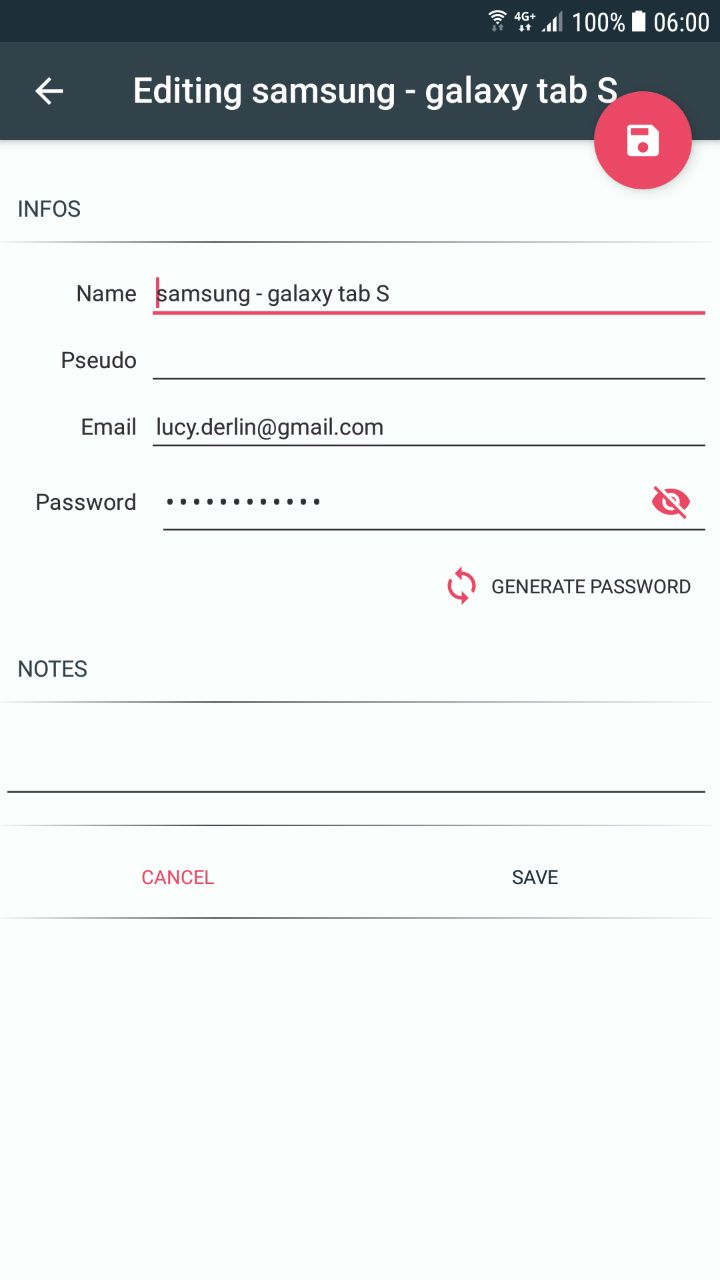 4G+ 100% 06:00
Editing samsung - galaxy tab S
INFOS
Name samsung - galaxy tab S
Pseudo
Email lucy.derlin@gmail.com
Password ••••••••••••
GENERATE PASSWORD
NOTES
CANCEL SAVE